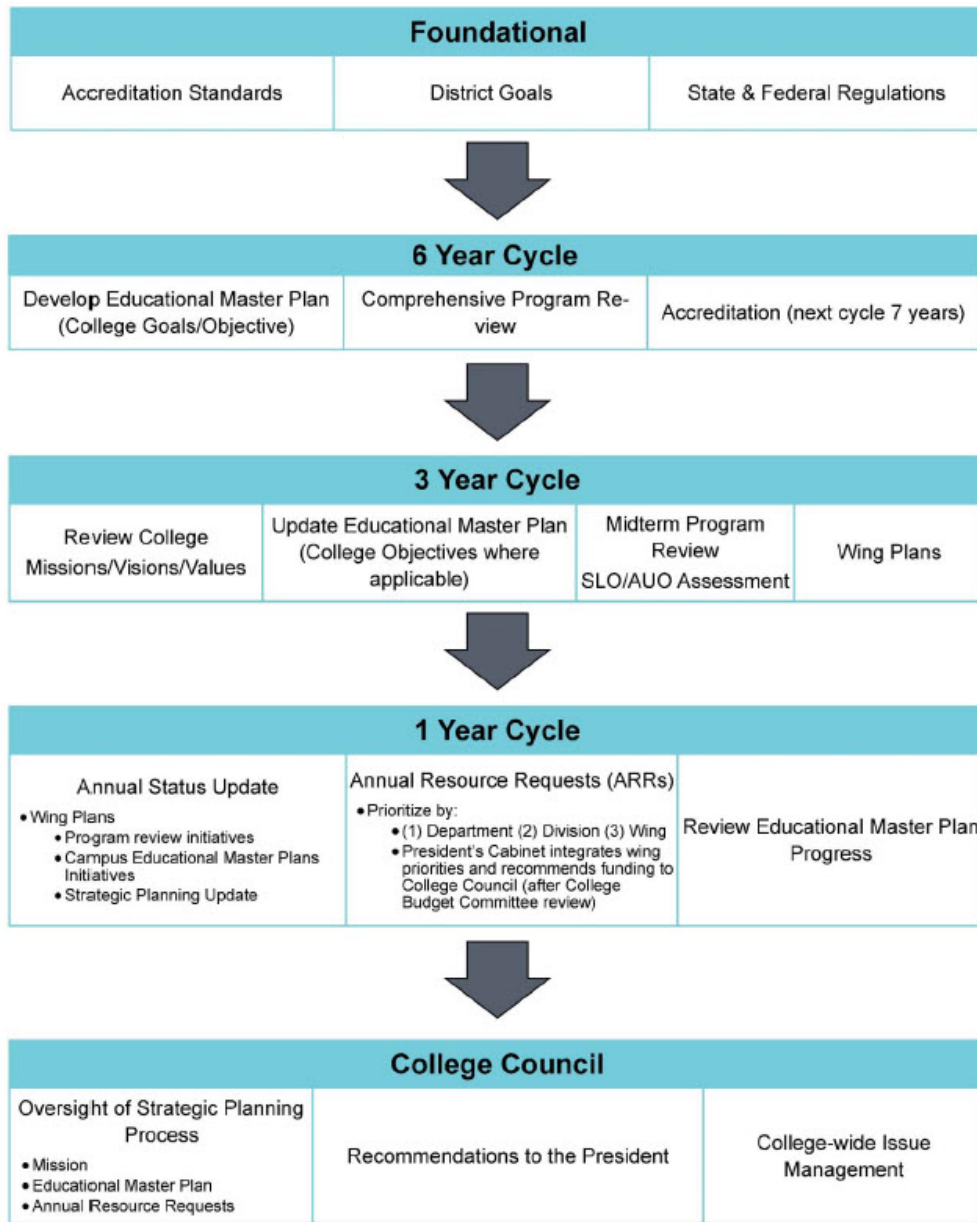 Foundational
Accreditation Standards
District Goals
State & Federal Regulations
6 Year Cycle
Develop Educational Master Plan
(College Goals/Objective)
Comprehensive Program Re-
view
Accreditation (next cycle 7 years)
3 Year Cycle
Review College
Missions/Visions/Values
Update Educational Master Plan
(College Objectives where
applicable)
Midterm Program
Review
SLO/AUO Assessment
Wing Plans
1 Year Cycle
Annual Status Update
• Wing Plans
• Program review initiatives
• Campus Educational Master Plans
Initiatives
• Strategic Planning Update
Annual Resource Requests (ARRs)
• Prioritize by:
• (1) Department (2) Division (3) Wing
• President's Cabinet integrates wing
priorities and recommends funding to
College Council (after College
Budget Committee review)
Review Educational Master Plan
Progress
College Council
Oversight of Strategic Planning
Process
• Mission
• Educational Master Plan
• Annual Resource Requests
Recommendations to the President
College-wide Issue
Management